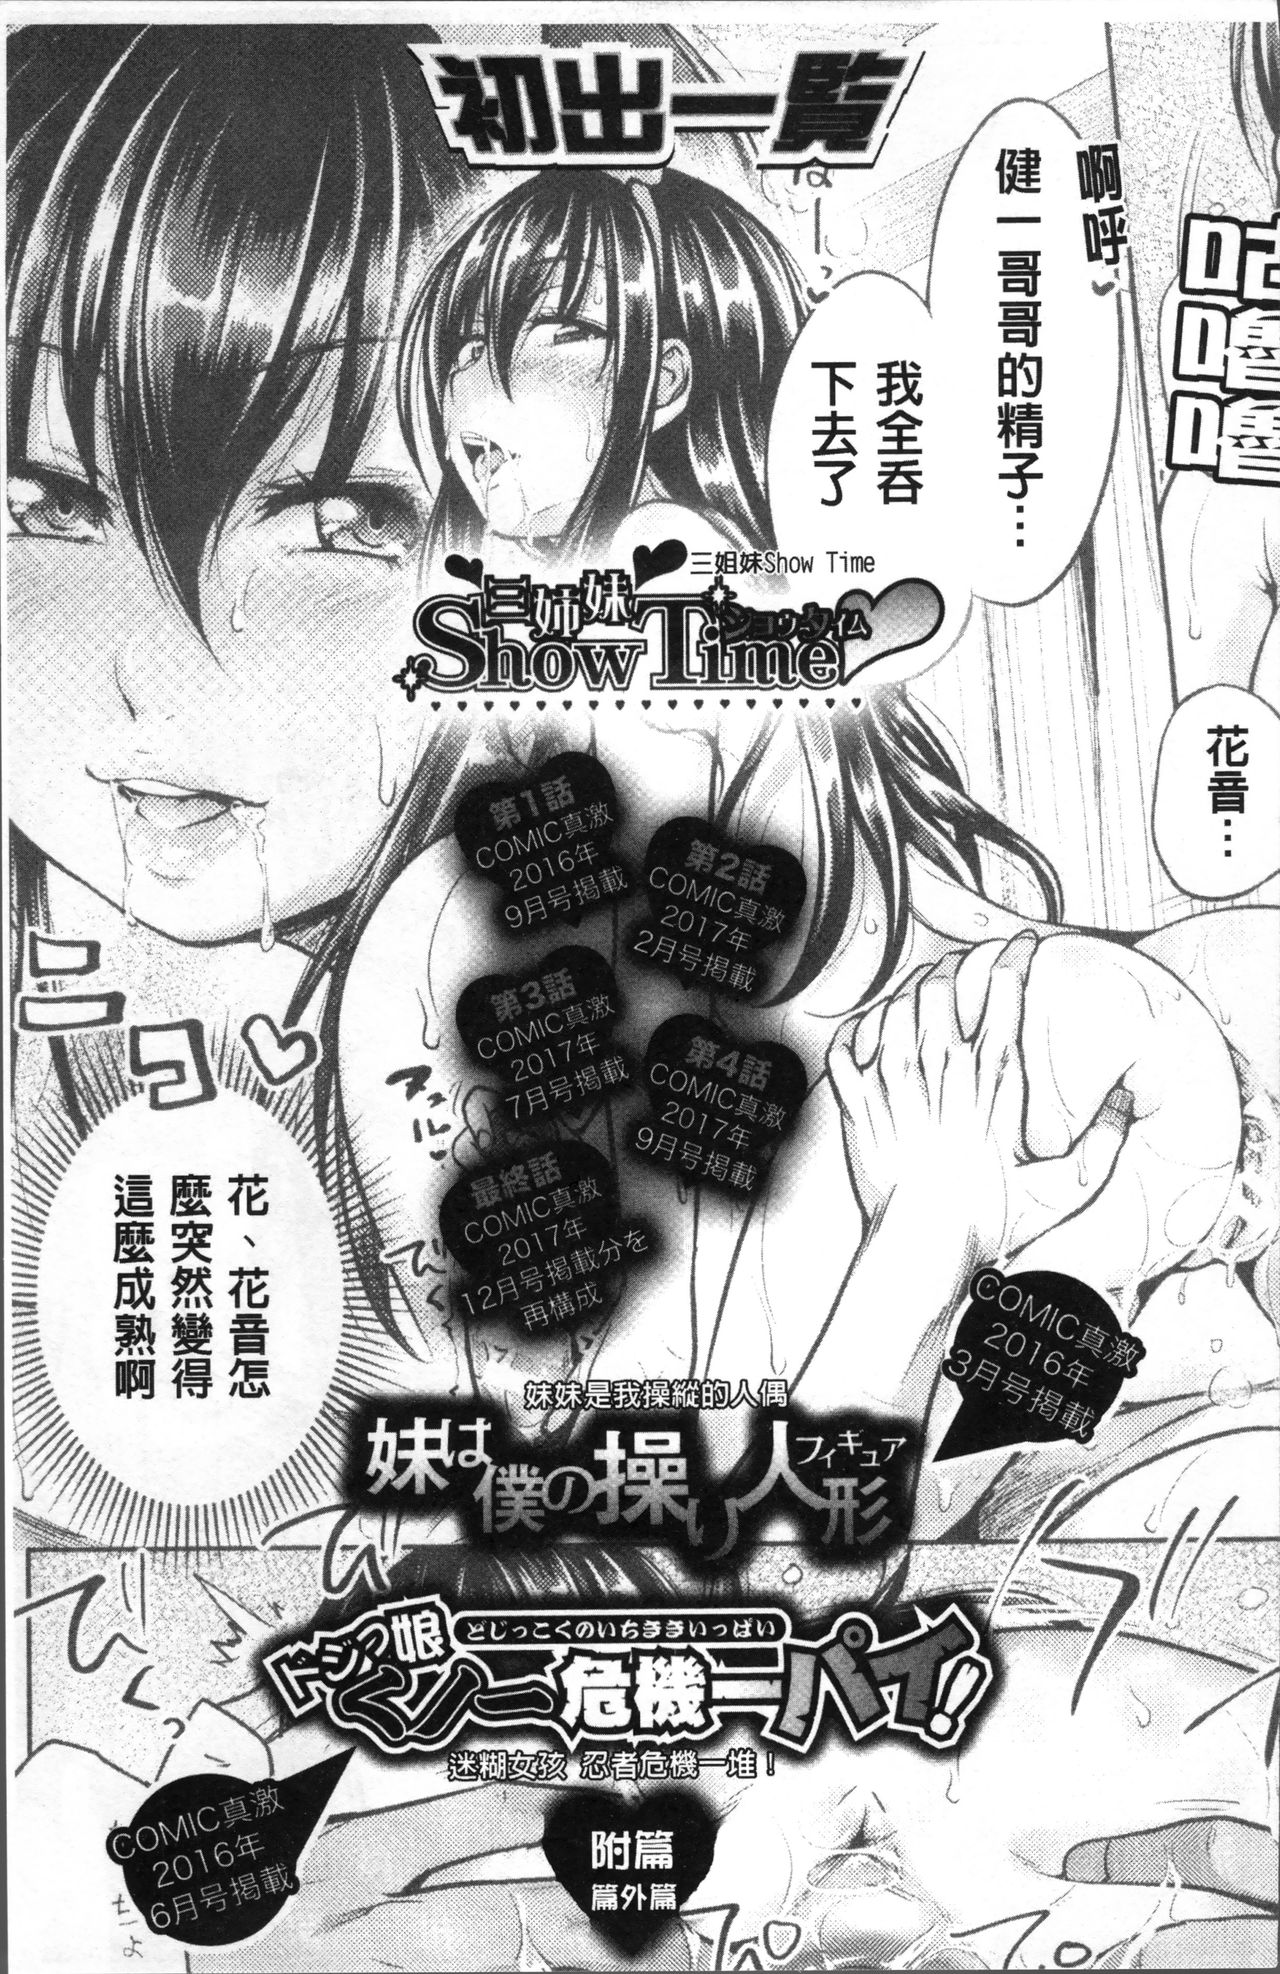 初出一覧
咕嚕嚕
啊呼
健一哥哥的精子…
我全吞
下去了
花音…
三姐妹Show Time
三姉妹
ショウタイム
Show Time
第1話
COMIC真激
2016年
9月号掲載
第2話
COMIC真激
2017年
2月号掲載
第3話
COMIC真激
2017年
7月号掲載
第4話
COMIC真激
2017年
9月号掲載
最終話
COMIC真激
2017年
12月号掲載分を
再構成
ニコ
花、花音怎
麼突然變得
這麼成熟啊
COMIC真激
2016年
3月号掲載
妹妹是我操縱的人偶
フィギュア
妹は僕の操り人形
どじっこくのいちききいっぱい
ドジっ娘くノ一危機一パイ!!
迷糊女孩 忍者危機一堆！
COMIC真激
2016年
6月号掲載
附篇
篇外篇